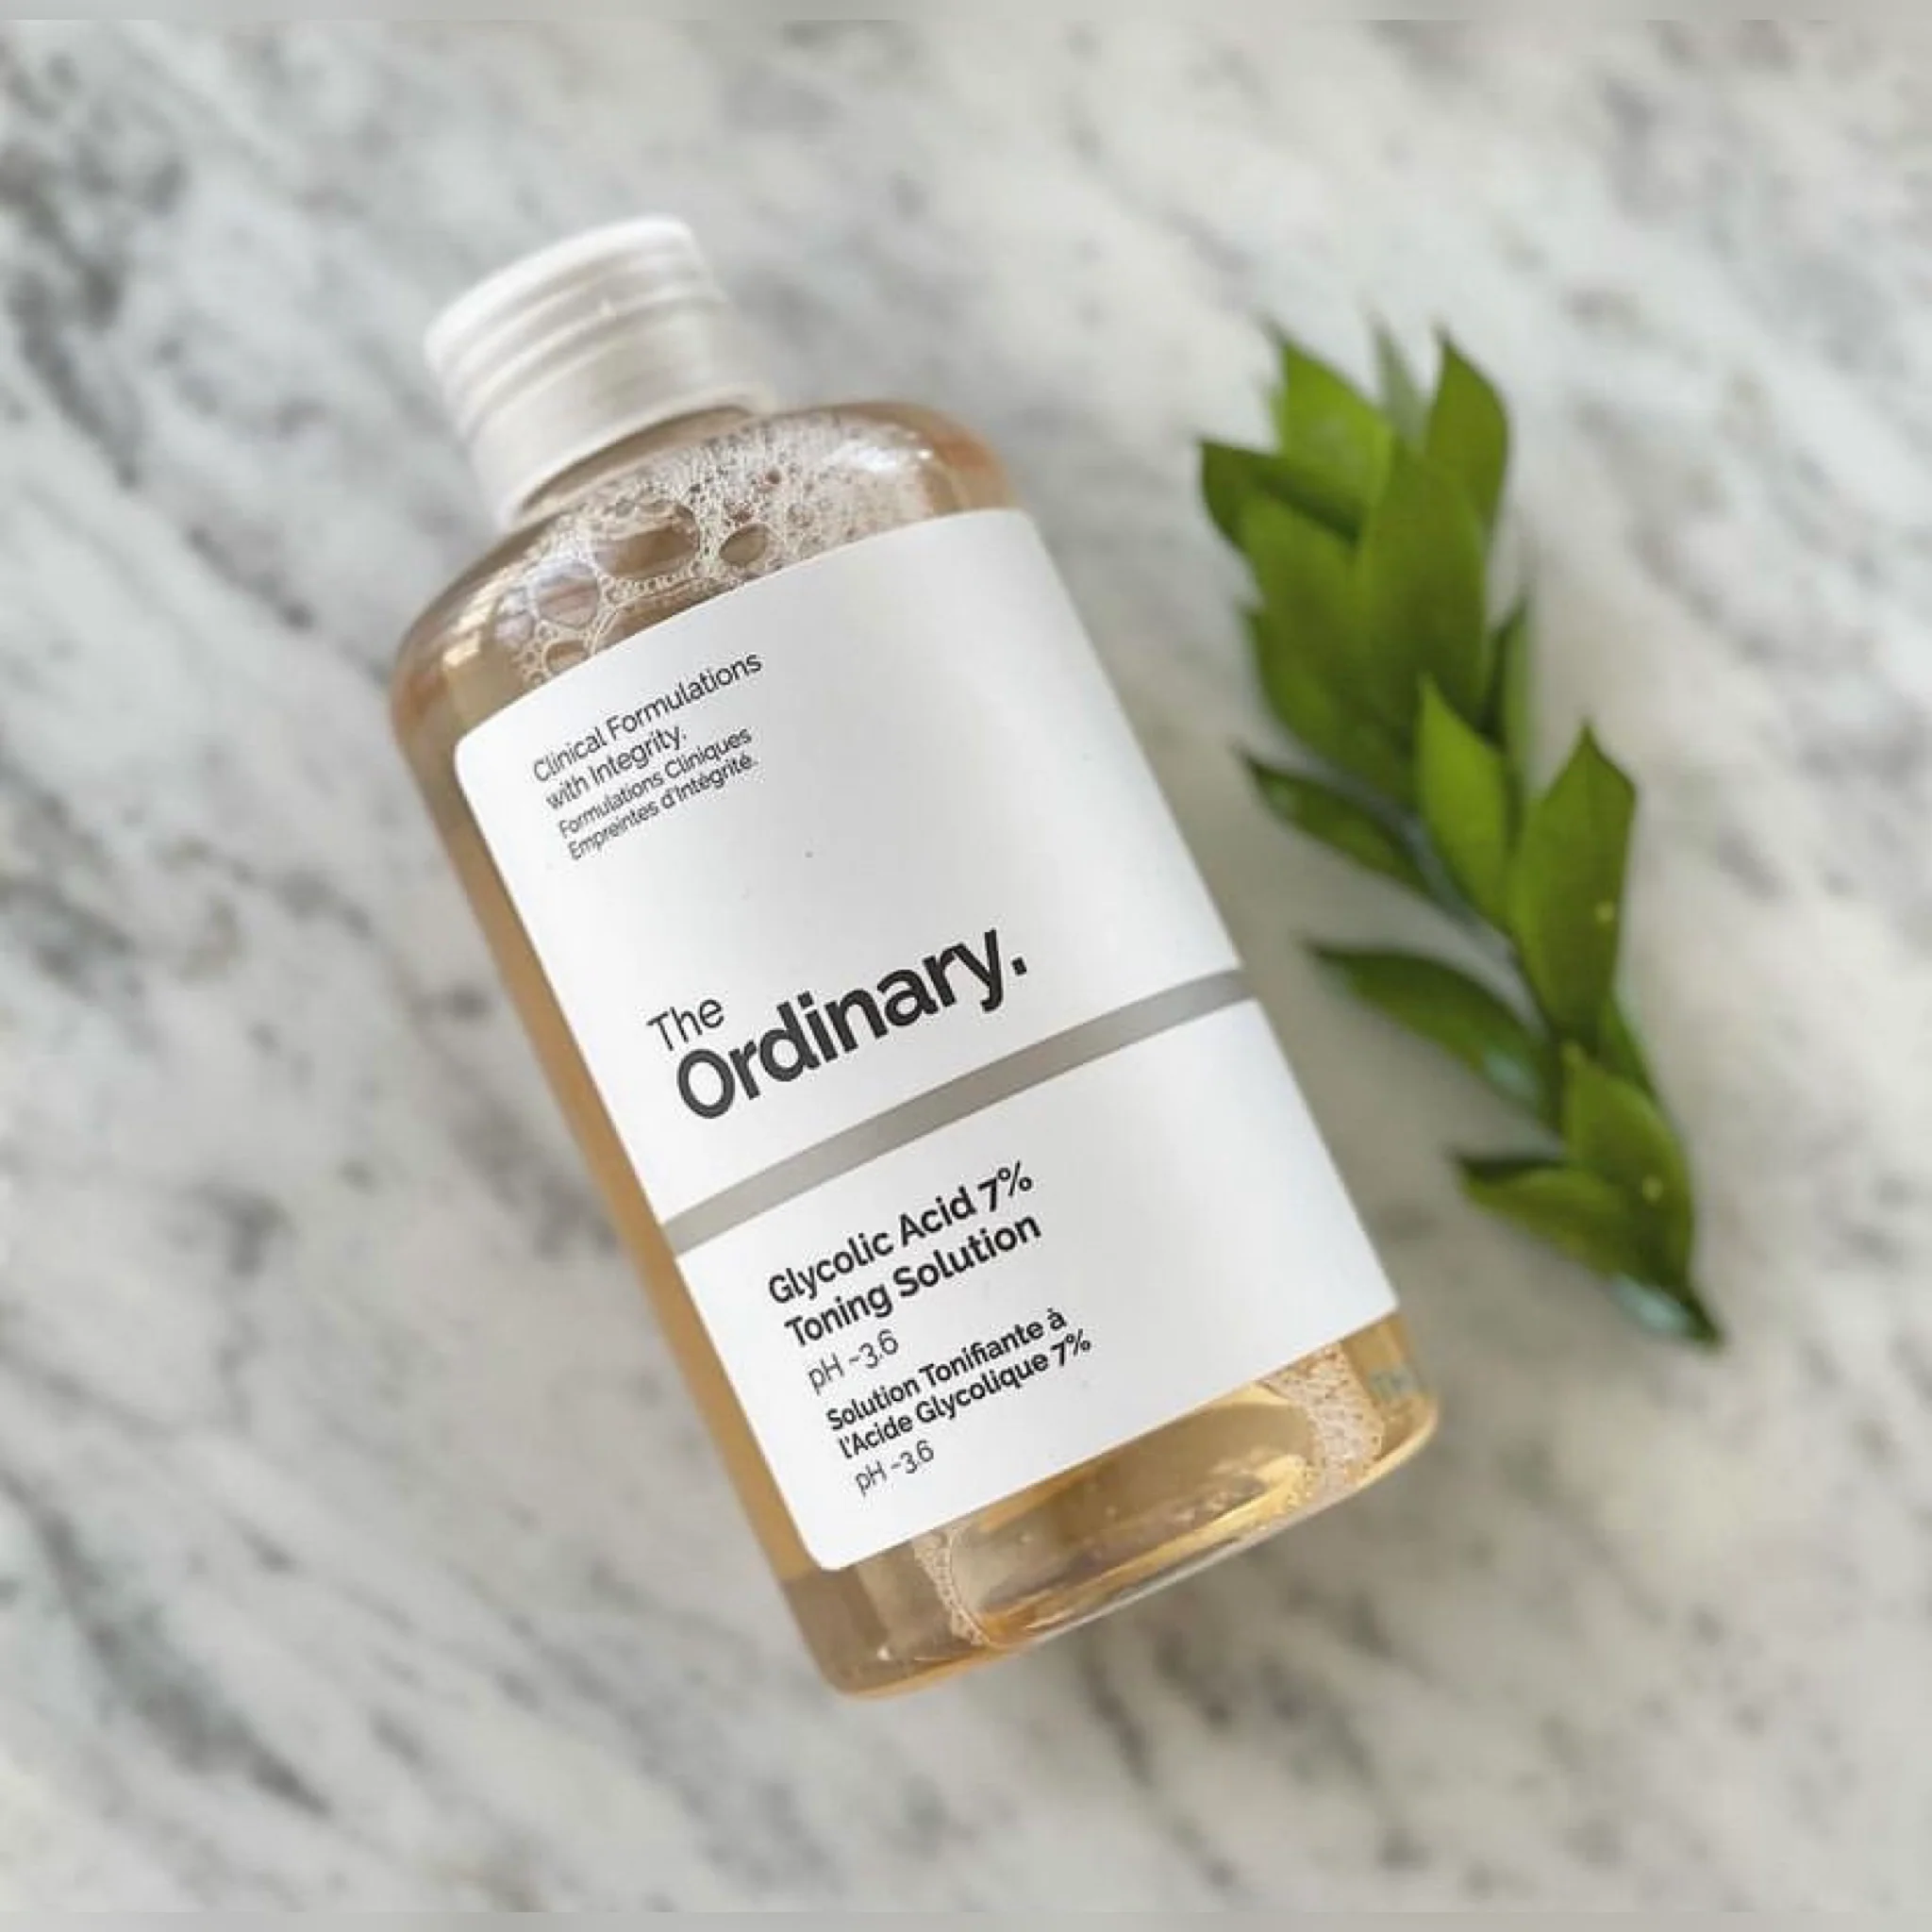 Clinical Formulations
with Integrity.
Formulations Cliniques
Empreintes d'Intégrité.
The
Ordinary.
Glycolic Acid 7%
Toning Solution
pH ~3.6
Solution Tonifiante à
l'Acide Glycolique 7%
pH ~3.6